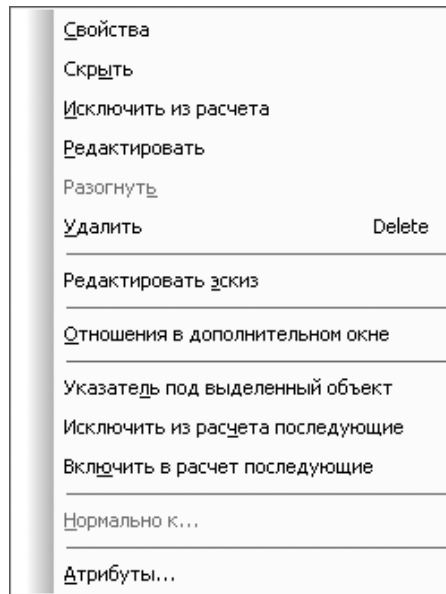 Свойства
Скрыть
Исключить из расчета
Редактировать
Разогнуть
Удалить Delete
Редактировать эскиз
Отношения в дополнительном окне
Указатель под выделенный объект
Исключить из расчета последующие
Включить в расчет последующие
Нормально к...
Атрибуты...